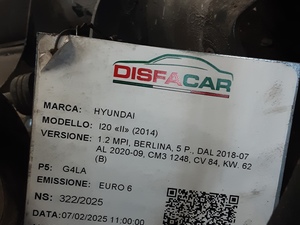 DISFACAR
MARCA: HYUNDAI
MODELLO: I20 «II» (2014)
VERSIONE: 1.2 MPI, BERLINA, 5 P., DAL 2018-07
AL 2020-09, CM3 1248, CV 84, KW. 62
(B)
P5: G4LA
EMISSIONE: EURO 6
NS: 322/2025
DATA:07/02/2025 11:00:00